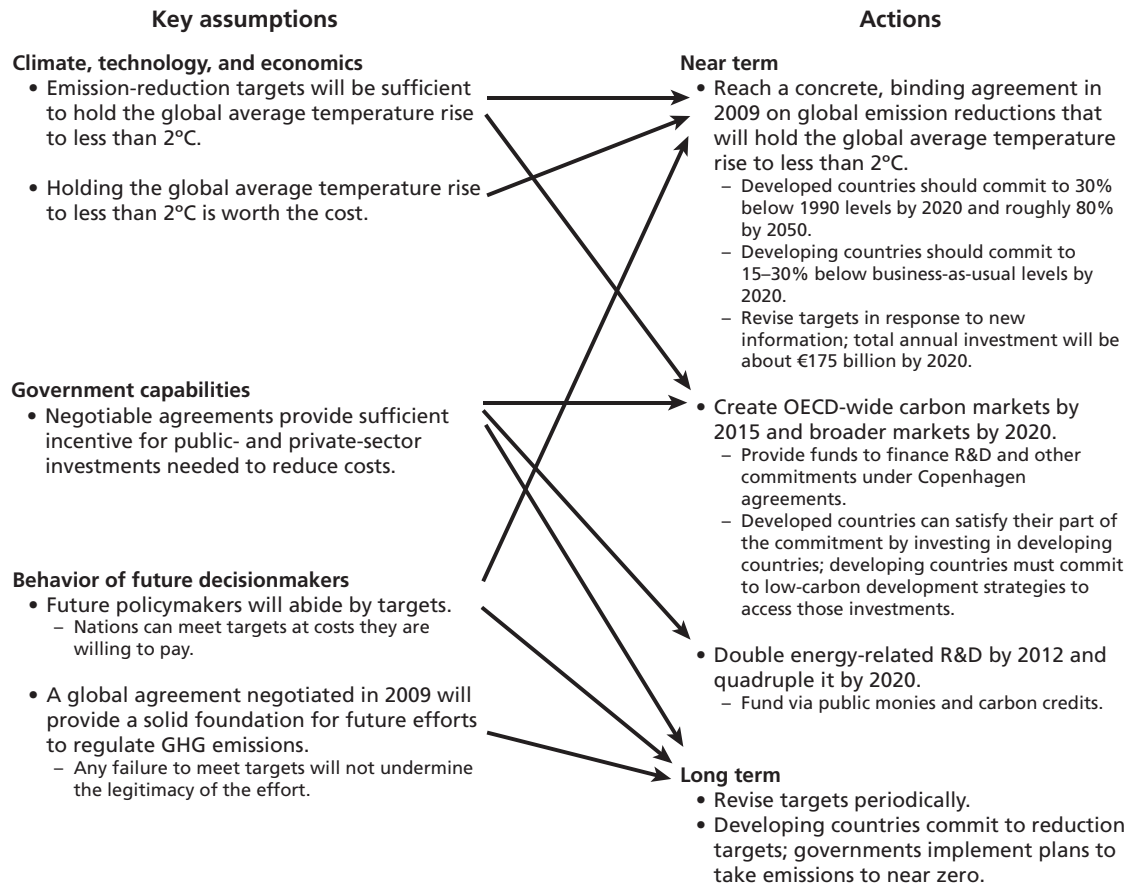 Key assumptions
Climate, technology, and economics
• Emission-reduction targets will be sufficient
to hold the global average temperature rise
to less than 2ºC.
• Holding the global average temperature rise
to less than 2ºC is worth the cost.
Government capabilities
• Negotiable agreements provide sufficient
incentive for public- and private-sector
investments needed to reduce costs.
Behavior of future decisionmakers
• Future policymakers will abide by targets.
– Nations can meet targets at costs they are
willing to pay.
• A global agreement negotiated in 2009 will
provide a solid foundation for future efforts
to regulate GHG emissions.
– Any failure to meet targets will not undermine
the legitimacy of the effort.
Actions
Near term
• Reach a concrete, binding agreement in
2009 on global emission reductions that
will hold the global average temperature
rise to less than 2ºC.
– Developed countries should commit to 30%
below 1990 levels by 2020 and roughly 80%
by 2050.
– Developing countries should commit to
15–30% below business-as-usual levels by
2020.
– Revise targets in response to new
information; total annual investment will be
about €175 billion by 2020.
• Create OECD-wide carbon markets by
2015 and broader markets by 2020.
– Provide funds to finance R&D and other
commitments under Copenhagen
agreements.
– Developed countries can satisfy their part of
the commitment by investing in developing
countries; developing countries must commit
to low-carbon development strategies to
access those investments.
• Double energy-related R&D by 2012 and
quadruple it by 2020.
– Fund via public monies and carbon credits.
Long term
• Revise targets periodically.
• Developing countries commit to reduction
targets; governments implement plans to
take emissions to near zero.